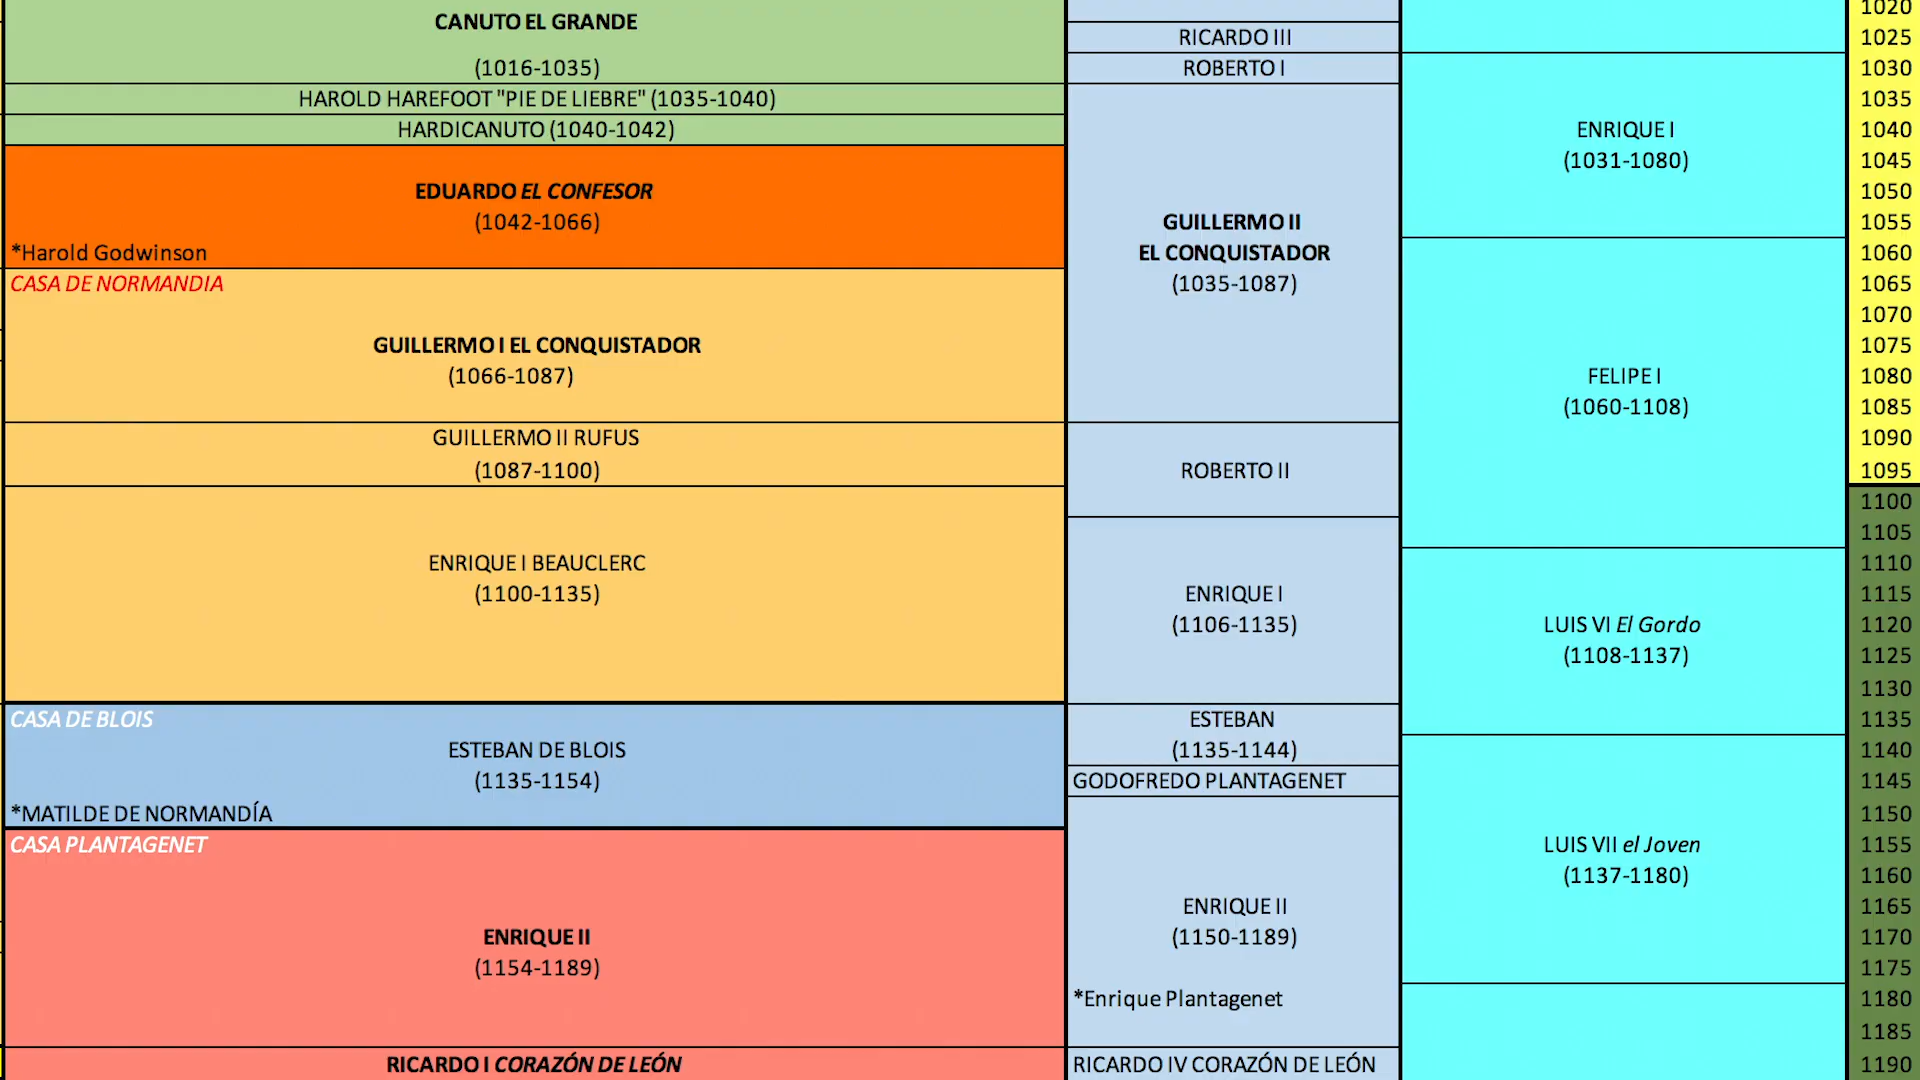 CANUTO EL GRANDE
(1016-1035)
HAROLD HAREFOOT "PIE DE LIEBRE" (1035-1040)
HARDICANUTO (1040-1042)
EDUARDO EL CONFESOR
(1042-1066)
*Harold Godwinson
CASA DE NORMANDIA
GUILLERMO I EL CONQUISTADOR
(1066-1087)
GUILLERMO II RUFUS
(1087-1100)
ENRIQUE I BEAUCLERC
(1100-1135)
CASA DE BLOIS
ESTEBAN DE BLOIS
(1135-1154)
*MATILDE DE NORMANDÍA
CASA PLANTAGENET
ENRIQUE II
(1154-1189)
RICARDO I CORAZÓN DE LEÓN
RICARDO III
ROBERTO I
GUILLERMO II
EL CONQUISTADOR
(1035-1087)
ROBERTO II
ENRIQUE I
(1106-1135)
ESTEBAN
(1135-1144)
GODOFREDO PLANTAGENET
ENRIQUE II
(1150-1189)
*Enrique Plantagenet
RICARDO IV CORAZÓN DE LEÓN
ENRIQUE I
(1031-1080)
FELIPE I
(1060-1108)
LUIS VI El Gordo
(1108-1137)
LUIS VII el Joven
(1137-1180)
1020
1025
1030
1035
1040
1045
1050
1055
1060
1065
1070
1075
1080
1085
1090
1095
1100
1105
1110
1115
1120
1125
1130
1135
1140
1145
1150
1155
1160
1165
1170
1175
1180
1185
1190